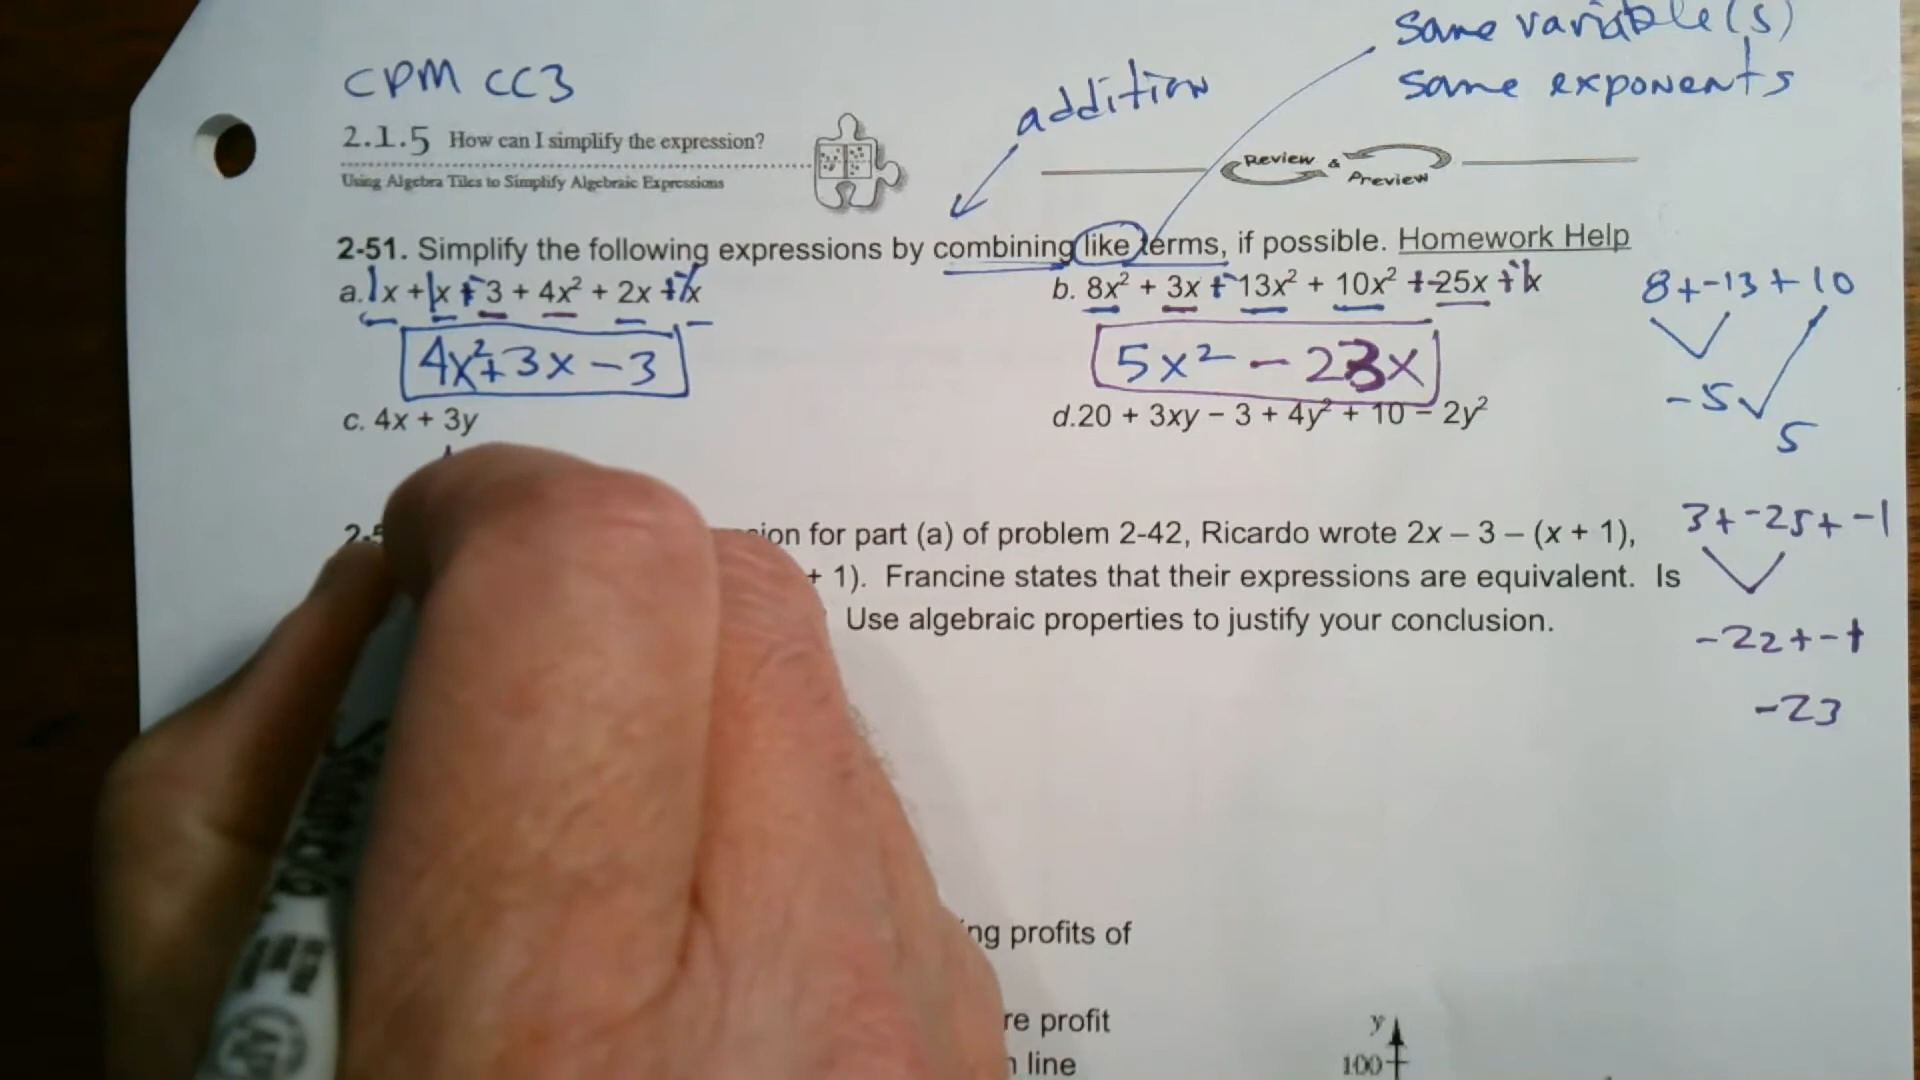 same variable(s)
same exponents
CPM CC3
addition
2.1.5 How can I simplify the expression?
Using Algebra Tiles to Simplify Algebraic Expressions
Review & Preview
2-51. Simplify the following expressions by combining like terms, if possible. Homework Help
a. 1x + 1x + -3 + 4x² + 2x + x
b. 8x² + 3x + -13x² + 10x² + -25x + -1x
8+-13+10
4x²+3x-3
5x² - 23x
-5
5
c. 4x + 3y
d.20 + 3xy – 3 + 4y² + 10 – 2y²
for part (a) of problem 2-42, Ricardo wrote 2x – 3 – (x + 1),
3+-25+-1
+ 1). Francine states that their expressions are equivalent. Is
Use algebraic properties to justify your conclusion.
-22+-1
-23
profits of
profit
line
y
100